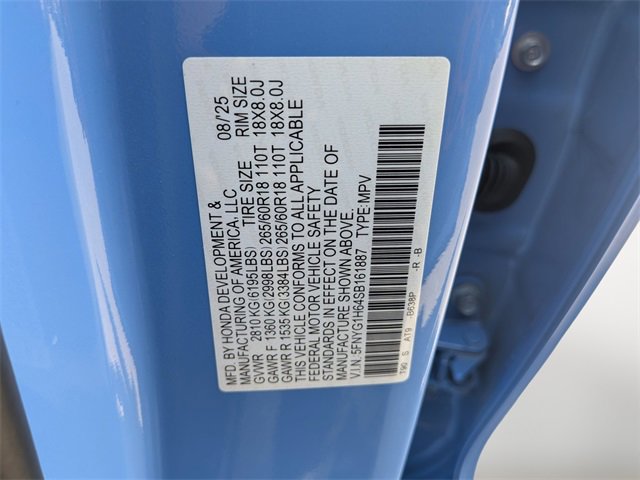 MFD. BY HONDA DEVELOPMENT &
MANUFACTURING OF AMERICA, LLC 08/'25
TIRE SIZE RIM SIZE
GVWR 2810 KG(6195LBS)
GAWR F 1360 KG(2998LBS)265/60R18 110T 18X8.0J
GAWR R 1535 KG(3384LBS)265/60R18 110T 18X8.0J
THIS VEHICLE CONFORMS TO ALL APPLICABLE
FEDERAL MOTOR VEHICLE SAFETY
STANDARDS IN EFFECT ON THE DATE OF
MANUFACTURE SHOWN ABOVE.
V.I.N: 5FNYG1H64SB161887 TYPE:MPV
T90 S AT9 -B638P -R -B